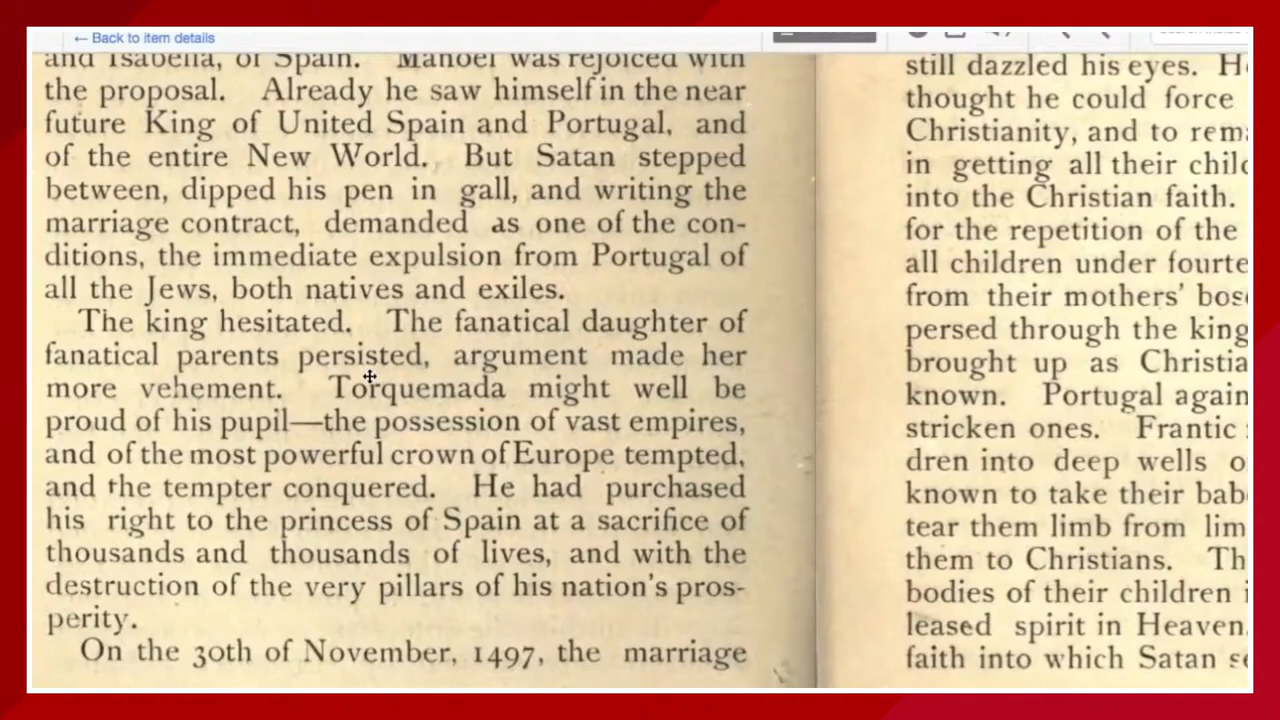 ← Back to item details
and Isabella, of Spain. Manoel was rejoiced with
the proposal. Already he saw himself in the near
future King of United Spain and Portugal, and
of the entire New World. But Satan stepped
between, dipped his pen in gall, and writing the
marriage contract, demanded as one of the con-
ditions, the immediate expulsion from Portugal of
all the Jews, both natives and exiles.
The king hesitated. The fanatical daughter of
fanatical parents persisted, argument made her
more vehement. Torquemada might well be
proud of his pupil—the possession of vast empires,
and of the most powerful crown of Europe tempted,
and the tempter conquered. He had purchased
his right to the princess of Spain at a sacrifice of
thousands and thousands of lives, and with the
destruction of the very pillars of his nation's pros-
perity.
On the 30th of November, 1497, the marriage
still dazzled his eyes.
thought he could force
Christianity, and to
in getting all their
into the Christian faith.
for the repetition of the
all children under
from their mothers'
persed through the
brought up as
known. Portugal again
stricken ones. Frantic
dren into deep wells
known to take their
tear them limb from
them to Christians.
bodies of their children
leased spirit in Heaven.
faith into which Satan